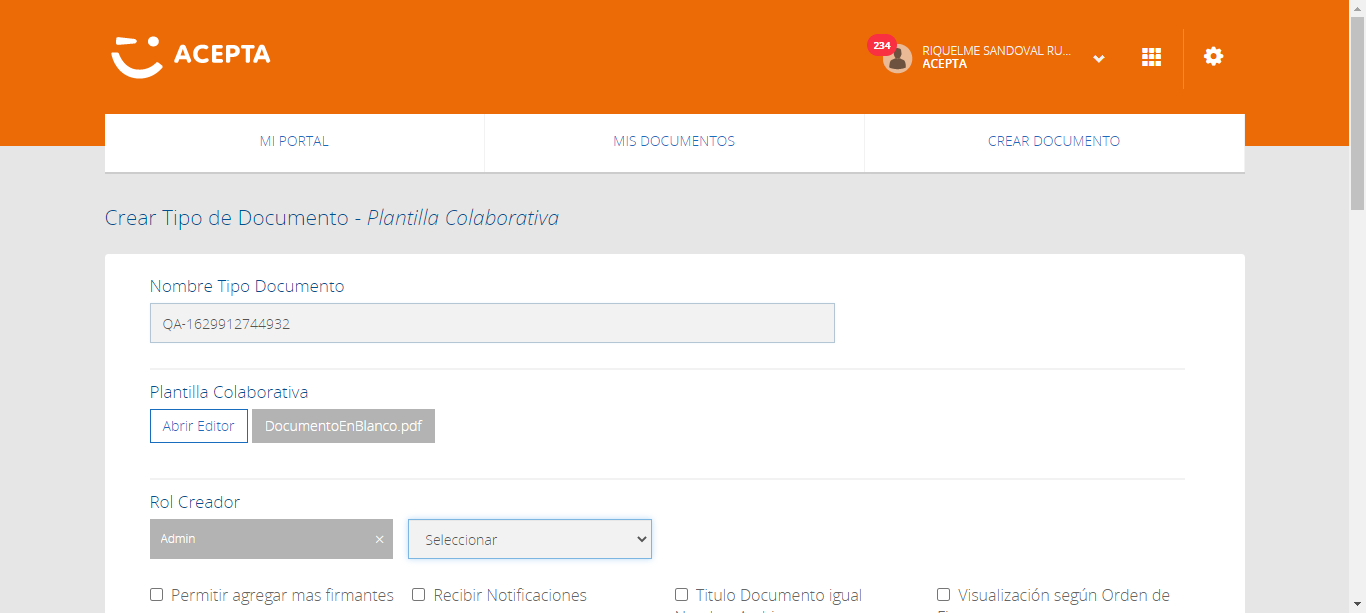 ACEPTA
234
RIQUELME SANDOVAL RU...
ACEPTA
MI PORTAL
MIS DOCUMENTOS
CREAR DOCUMENTO
Crear Tipo de Documento - Plantilla Colaborativa
Nombre Tipo Documento
QA-1629912744932
Plantilla Colaborativa
Abrir Editor
DocumentoEnBlanco.pdf
Rol Creador
Admin ×
Seleccionar
Permitir agregar mas firmantes
Recibir Notificaciones
Titulo Documento igual
Visualización según Orden de